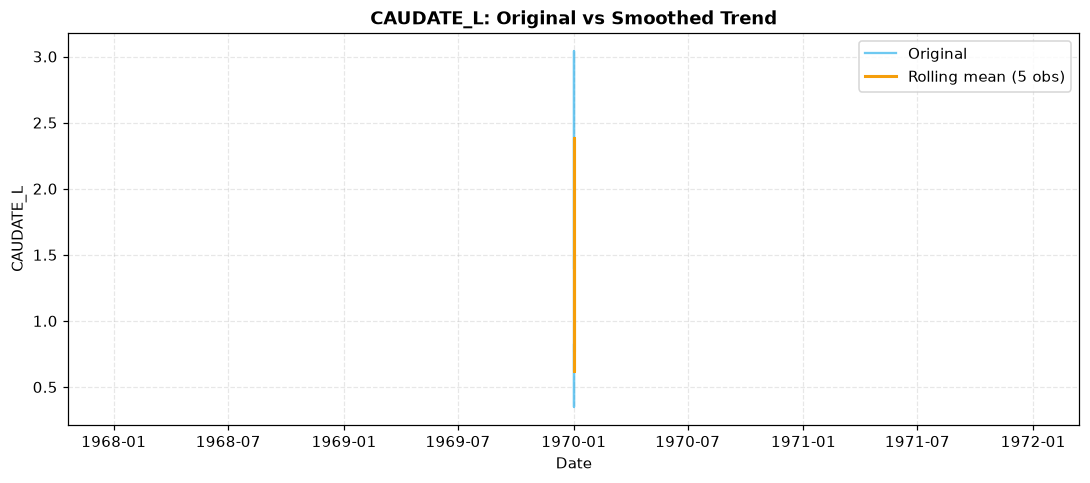 CAUDATE_L: Original vs Smoothed Trend
Original
Rolling mean (5 obs)
CAUDATE_L
3.0
2.5
2.0
1.5
1.0
0.5
1968-01 1968-07 1969-01 1969-07 1970-01 1970-07 1971-01 1971-07 1972-01
Date